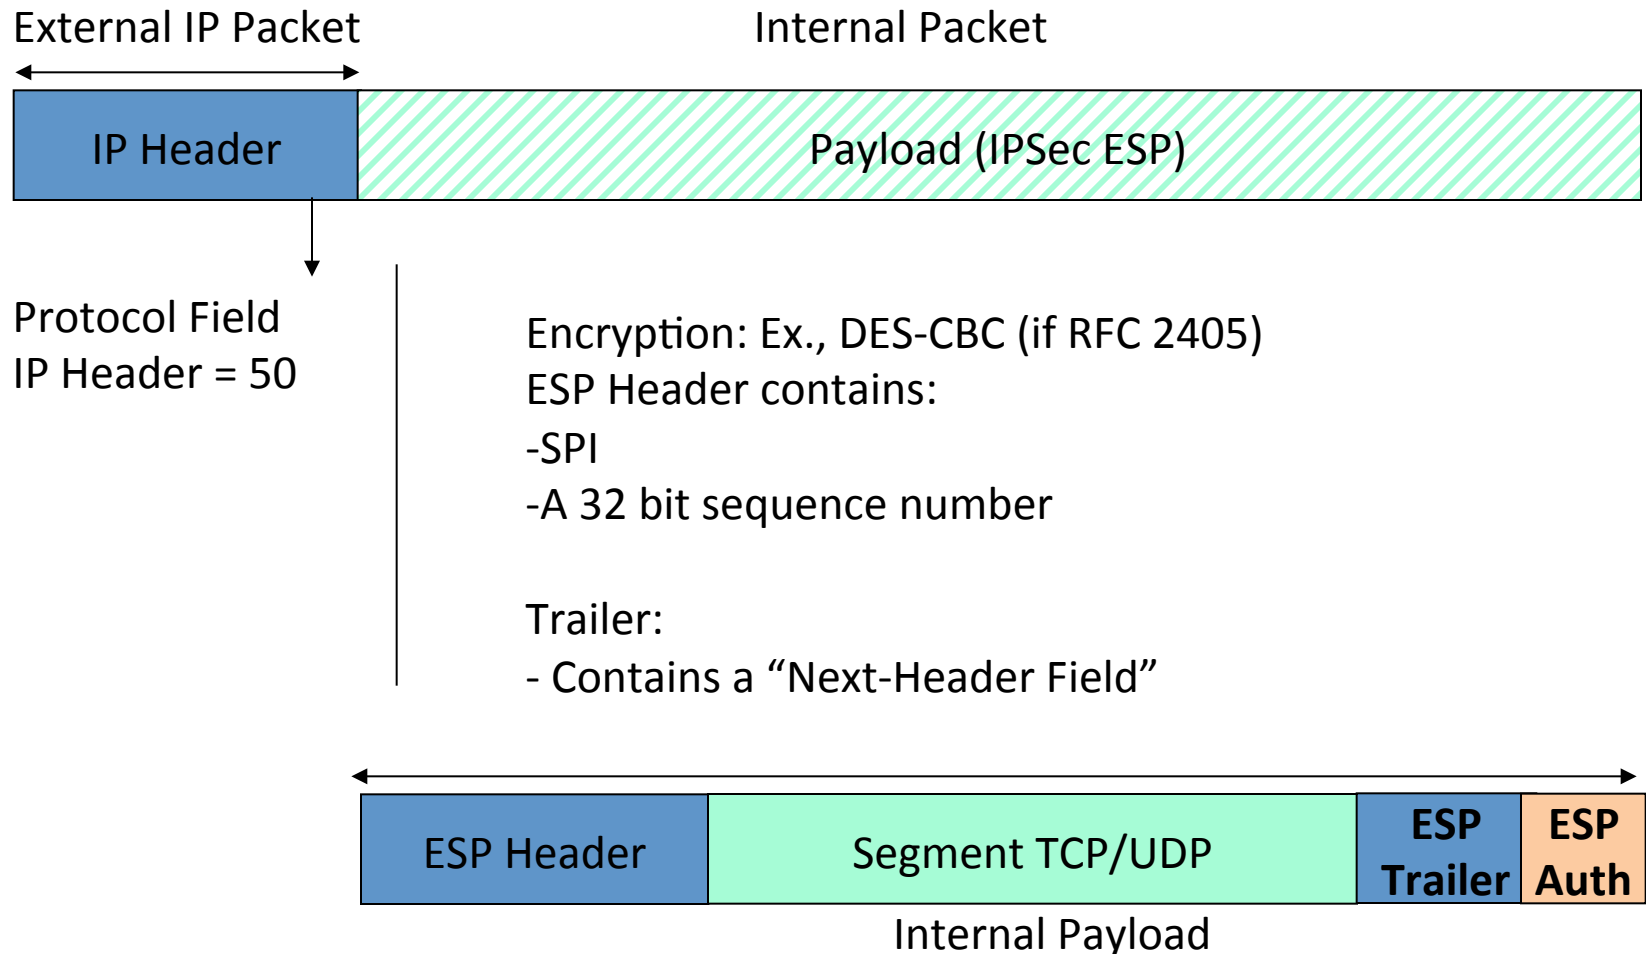 External IP Packet
Internal Packet
IP Header
Payload (IPSec ESP)
Protocol Field
IP Header = 50
Encryption: Ex., DES-CBC (if RFC 2405)
ESP Header contains:
-SPI
-A 32 bit sequence number
Trailer:
- Contains a “Next-Header Field”
ESP Header
Segment TCP/UDP
ESP
Trailer
ESP
Auth
Internal Payload